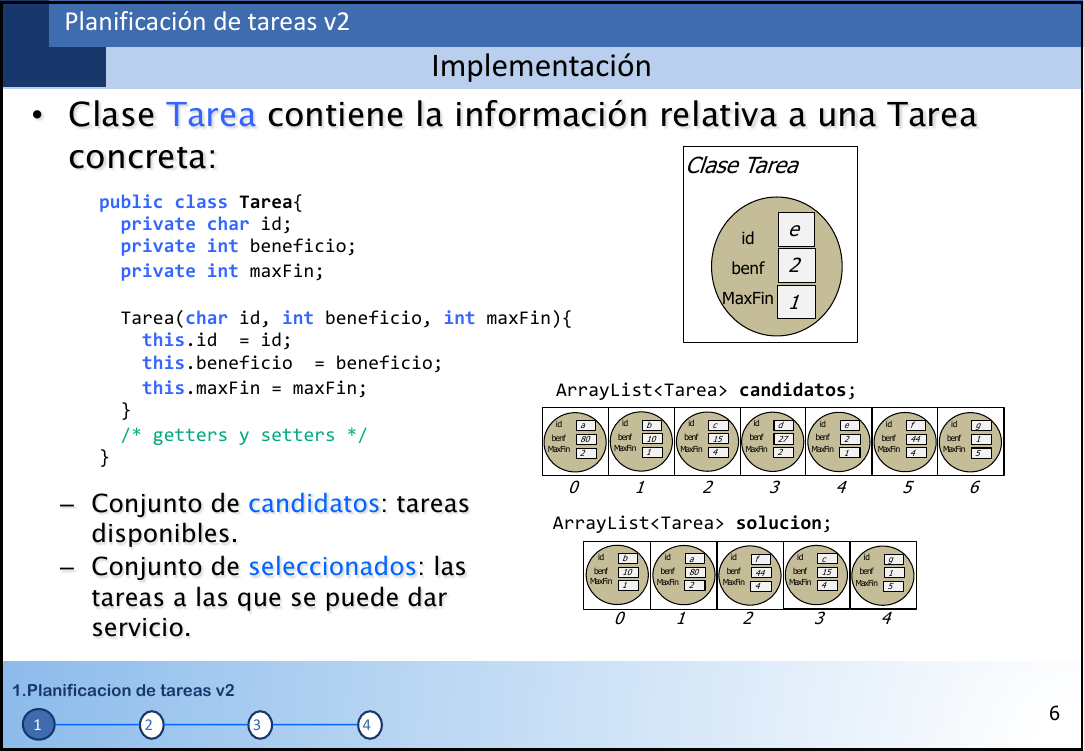 Planificación de tareas v2
Implementación
• Clase Tarea contiene la información relativa a una Tarea
concreta:
Clase Tarea
id e
benf 2
MaxFin 1
public class Tarea{
private char id;
private int beneficio;
private int maxFin;
Tarea(char id, int beneficio, int maxFin){
this.id  = id;
this.beneficio  = beneficio;
this.maxFin = maxFin;
}
/* getters y setters */
}
ArrayList<Tarea> candidatos;
id a id b id c id d id e id f id g
benf 80 benf 10 benf 15 benf 27 benf 2 benf 44 benf 1
MaxFin 2 MaxFin 1 MaxFin 4 MaxFin 2 MaxFin 1 MaxFin 4 MaxFin 5
0 1 2 3 4 5 6
– Conjunto de candidatos: tareas
disponibles.
– Conjunto de seleccionados: las
tareas a las que se puede dar
servicio.
ArrayList<Tarea> solucion;
id b id a id f id c id g
benf 10 benf 80 benf 44 benf 15 benf 1
MaxFin 1 MaxFin 2 MaxFin 4 MaxFin 4 MaxFin 5
0 1 2 3 4
1.Planificacion de tareas v2
1 2 3 4
6